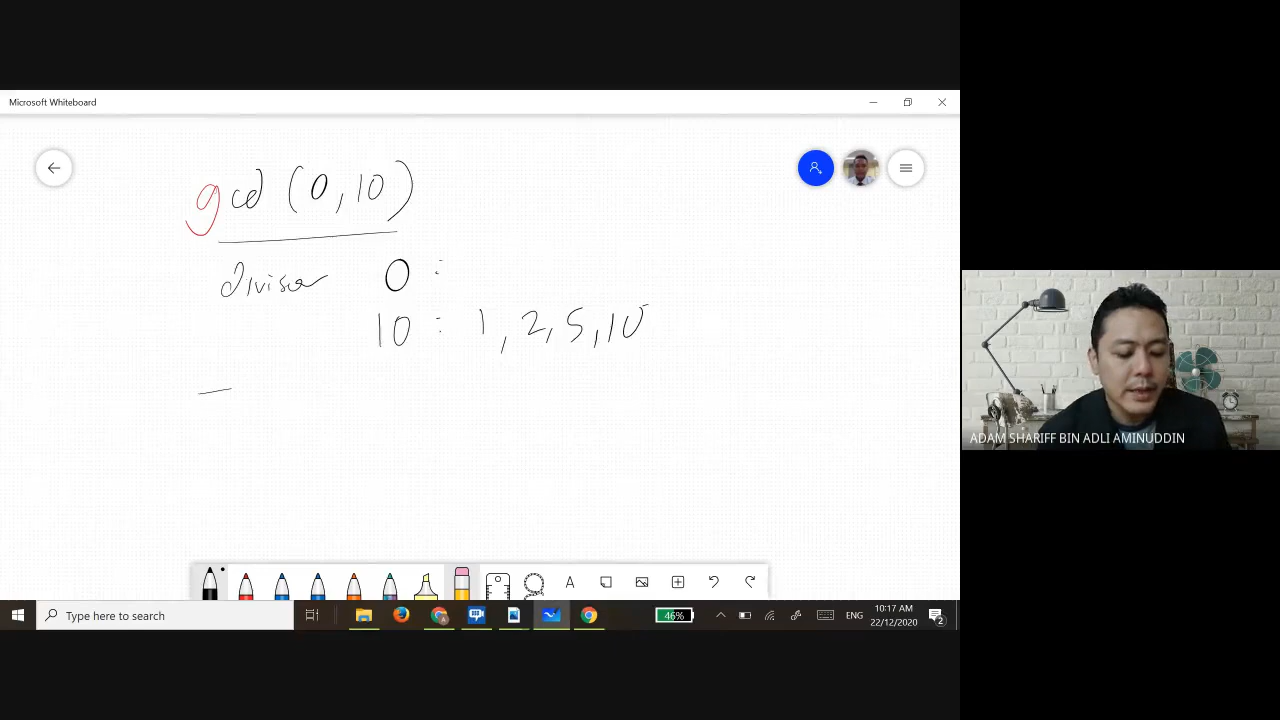 Microsoft Whiteboard
gcd (0, 10)
divisor 0 :
10 : 1, 2, 5, 10
ADAM SHARIFF BIN ADLI AMINUDDIN
A
Type here to search
46%
ENG
10:17 AM
22/12/2020
2